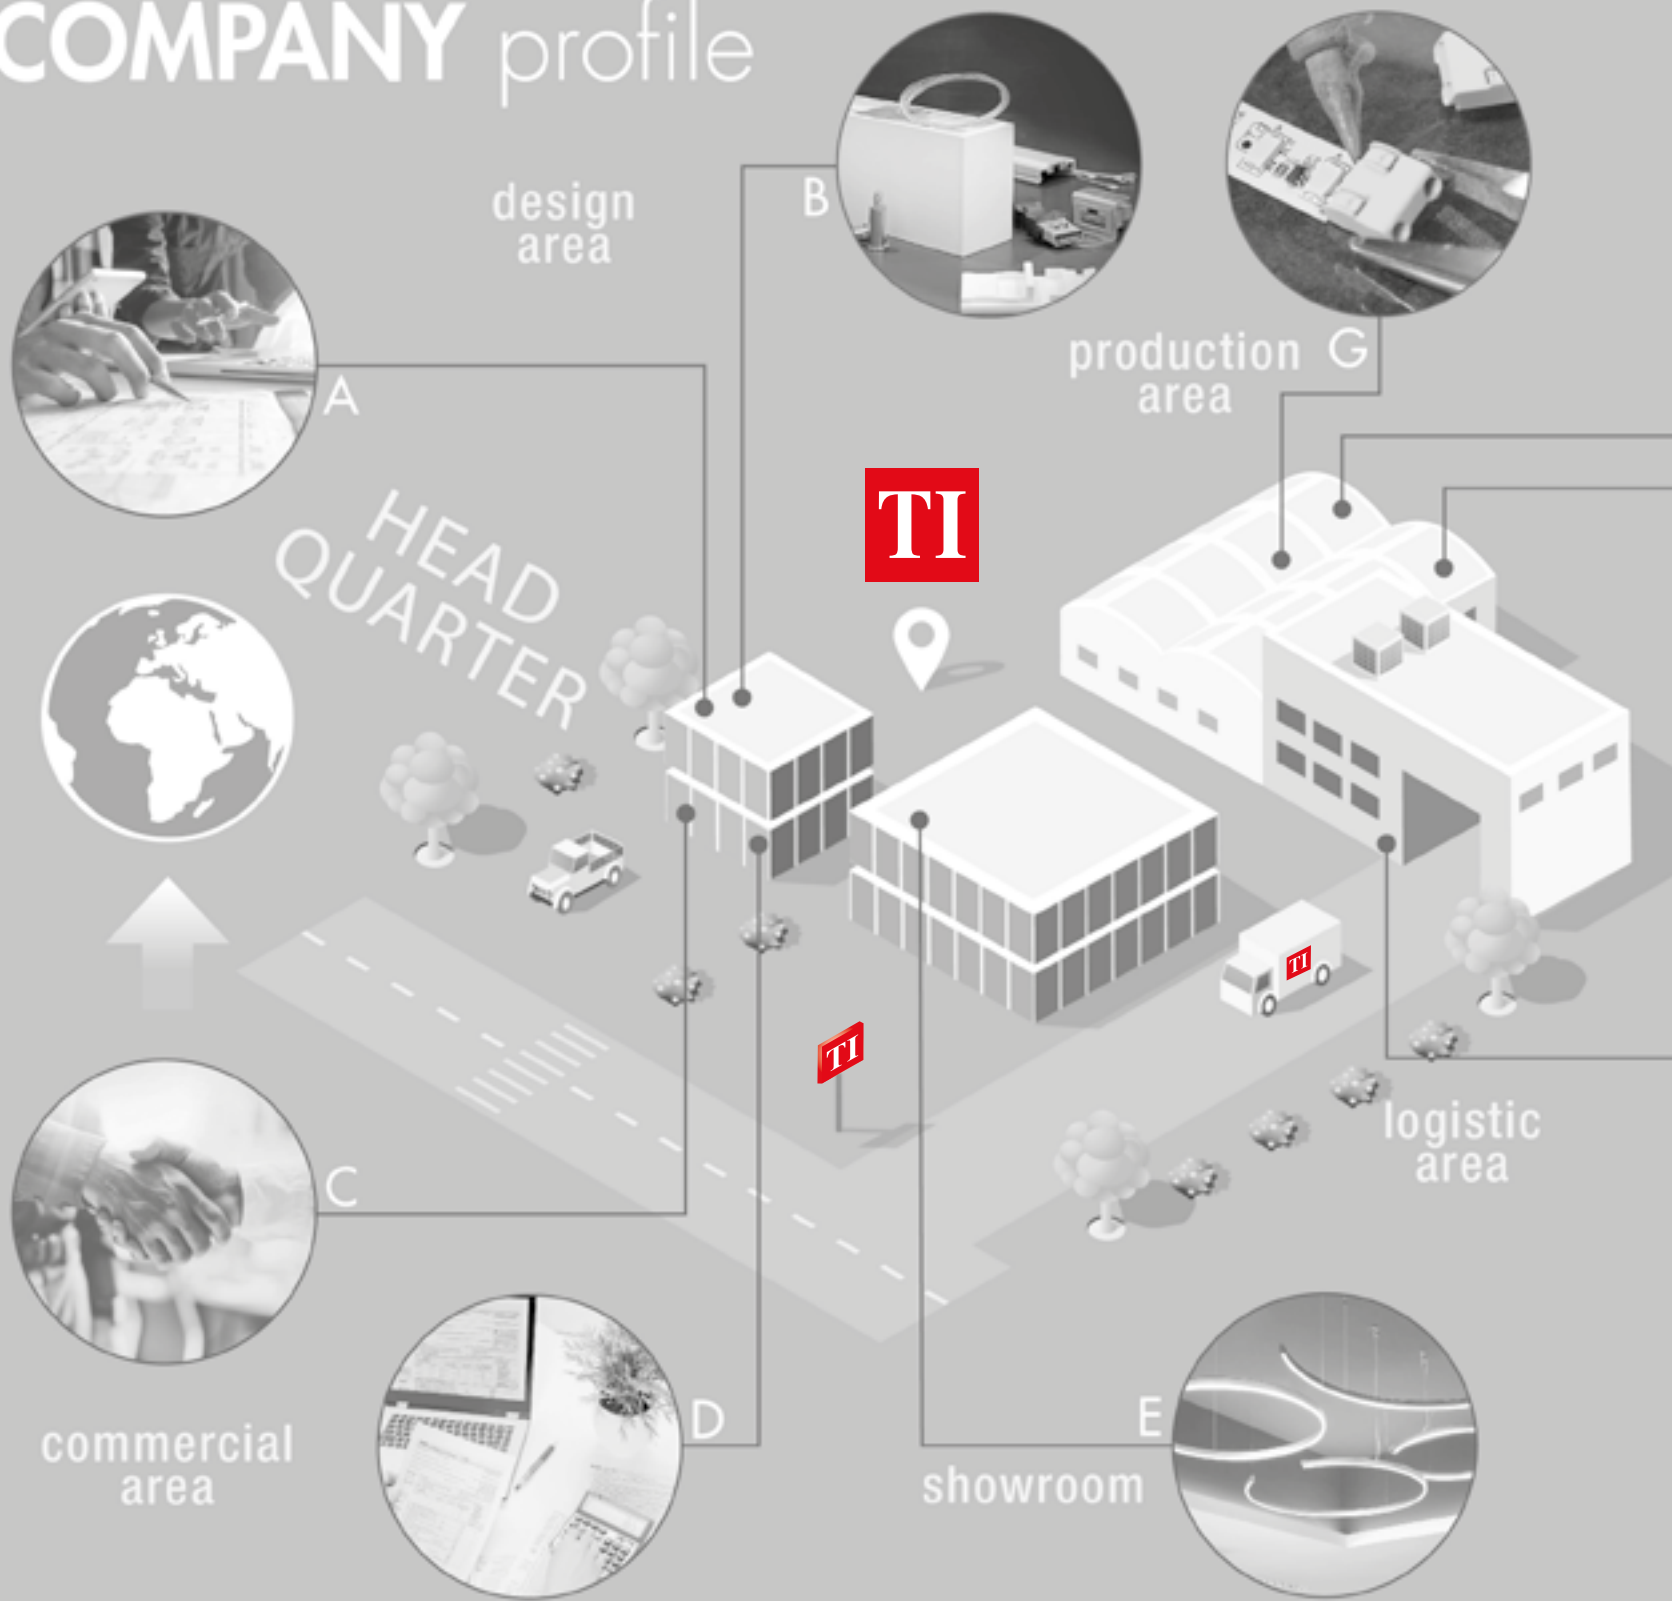 COMPANY profile
design
area
B
production
area
G
A
TI
HEAD
QUARTER
TI
TI
logistic
area
C
commercial
area
D
E
showroom